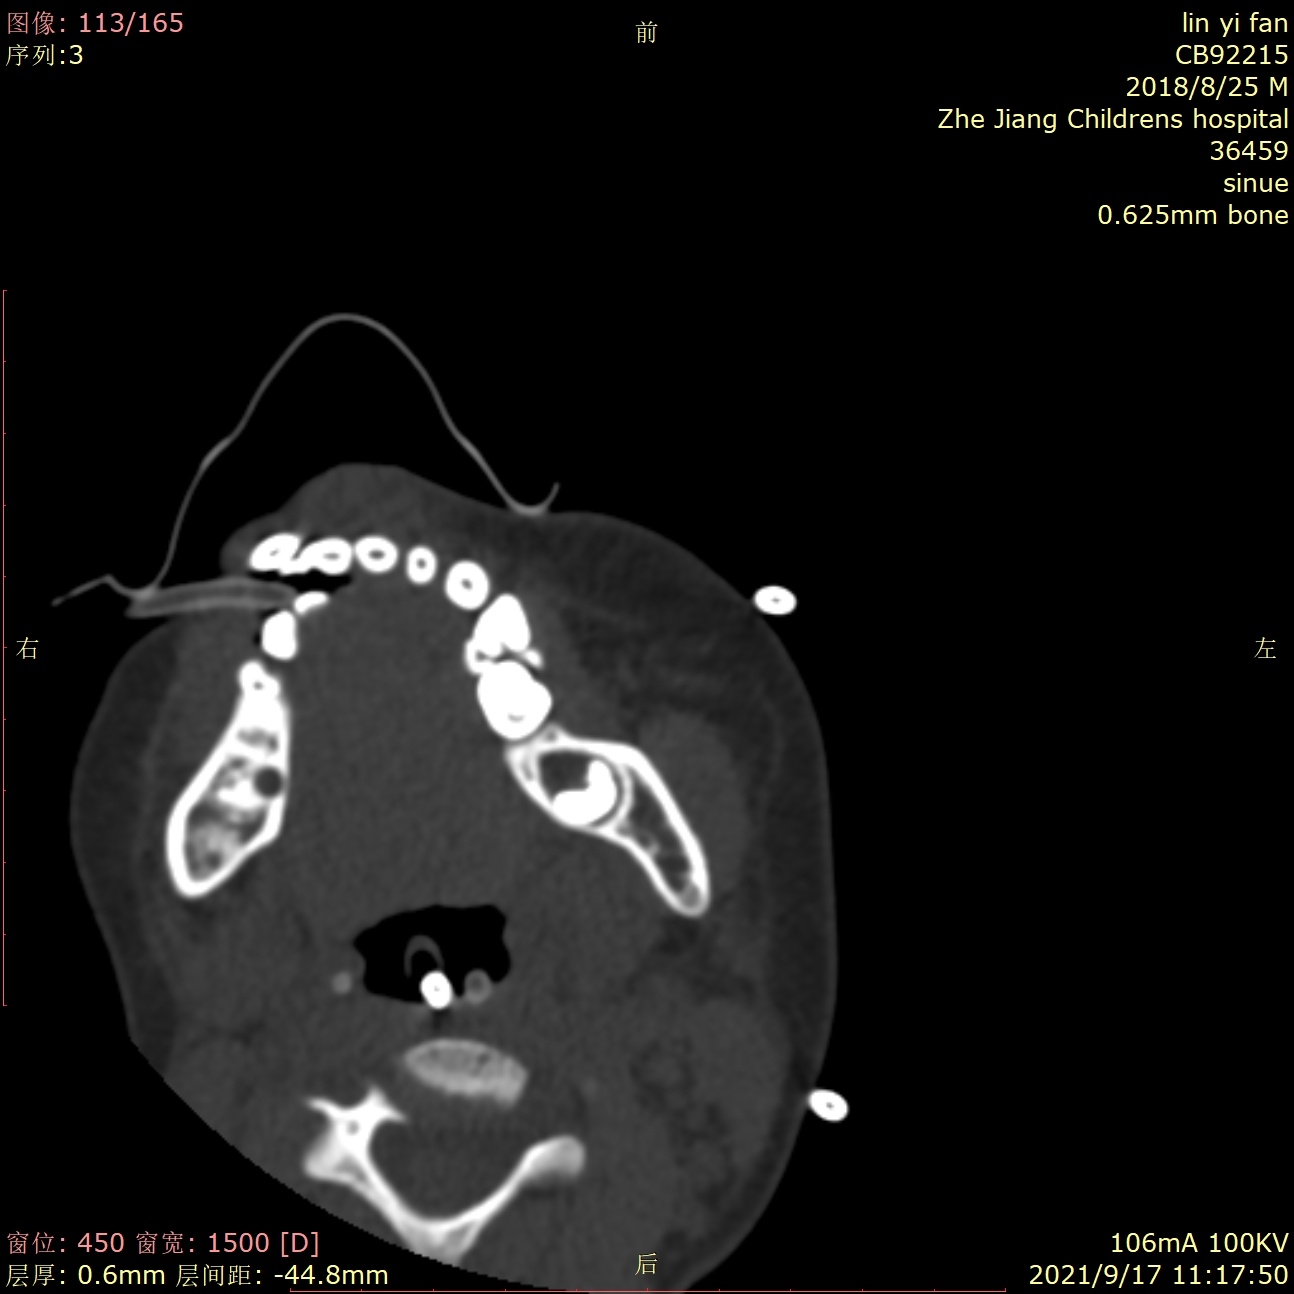 图像: 113/165
序列:3
前
lin yi fan
CB92215
2018/8/25 M
Zhe Jiang Childrens hospital
36459
sinue
0.625mm bone
右
左
窗位: 450 窗宽: 1500 [D]
层厚: 0.6mm 层间距: -44.8mm
后
106mA 100KV
2021/9/17 11:17:50